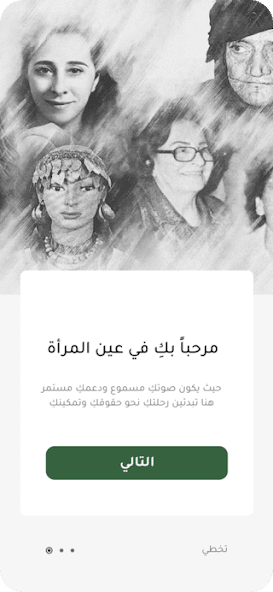 مرحباً بكِ في عين المرأة
حيث يكون صوتكِ مسموع ودعمكِ مستمر
هنا تبدئين رحلتكِ نحو حقوقكِ وتمكينكِ
التالي
تخطي